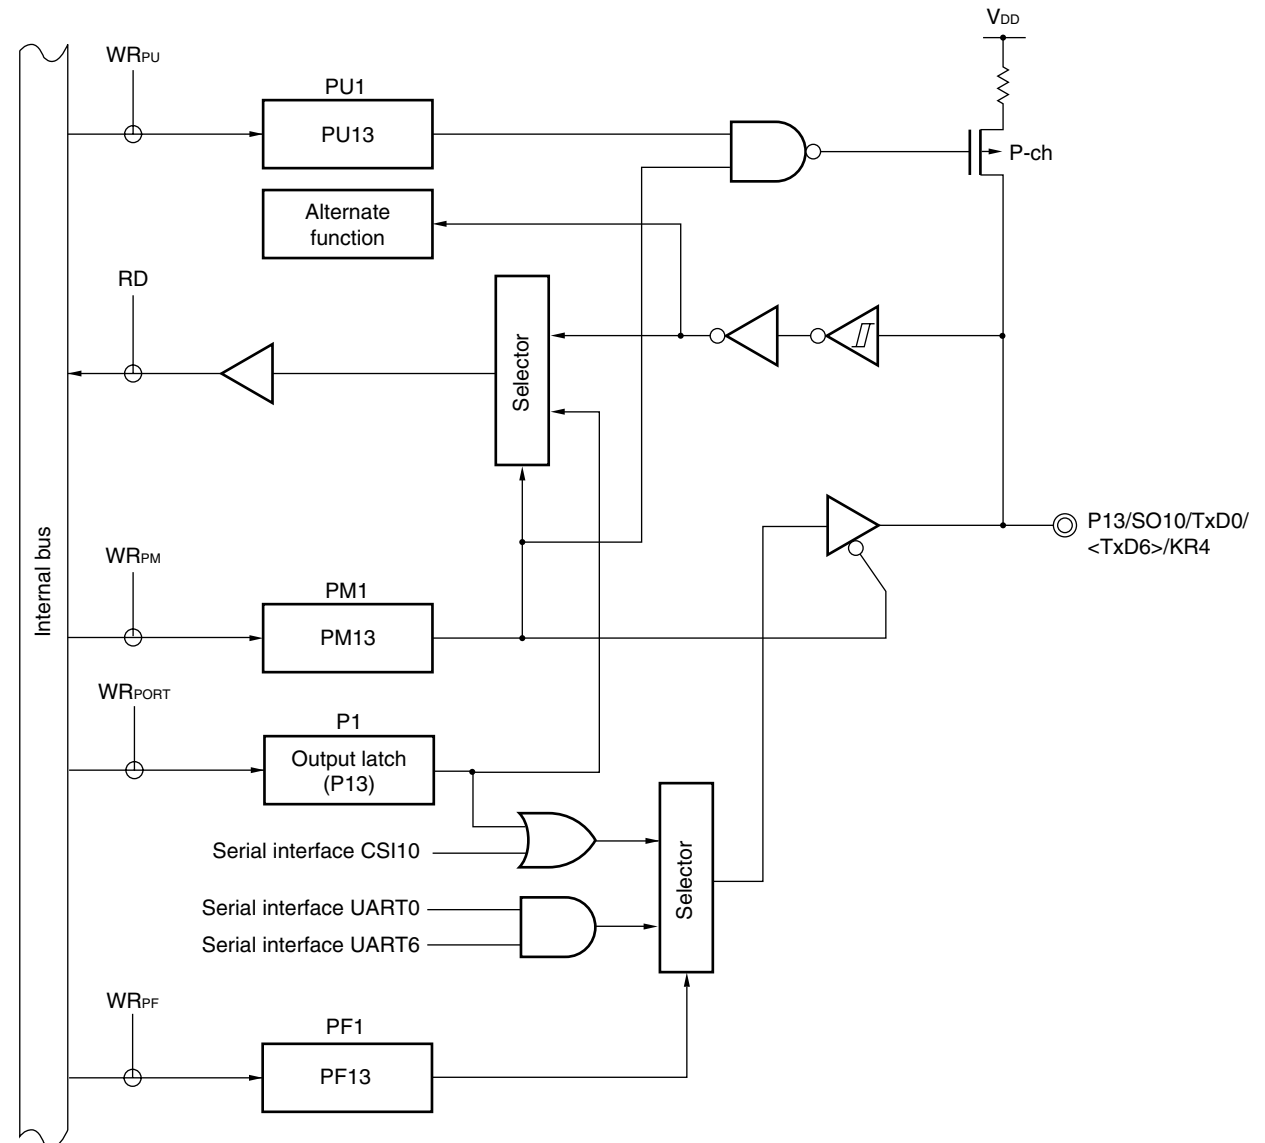 VDD
WRPU
PU1
PU13
P-ch
Alternate
function
RD
Selector
Internal bus
P13/SO10/TxD0/
<TxD6>/KR4
WRPM
PM1
PM13
WRPORT
P1
Output latch
(P13)
Serial interface CSI10
Selector
Serial interface UART0
Serial interface UART6
WRPF
PF1
PF13